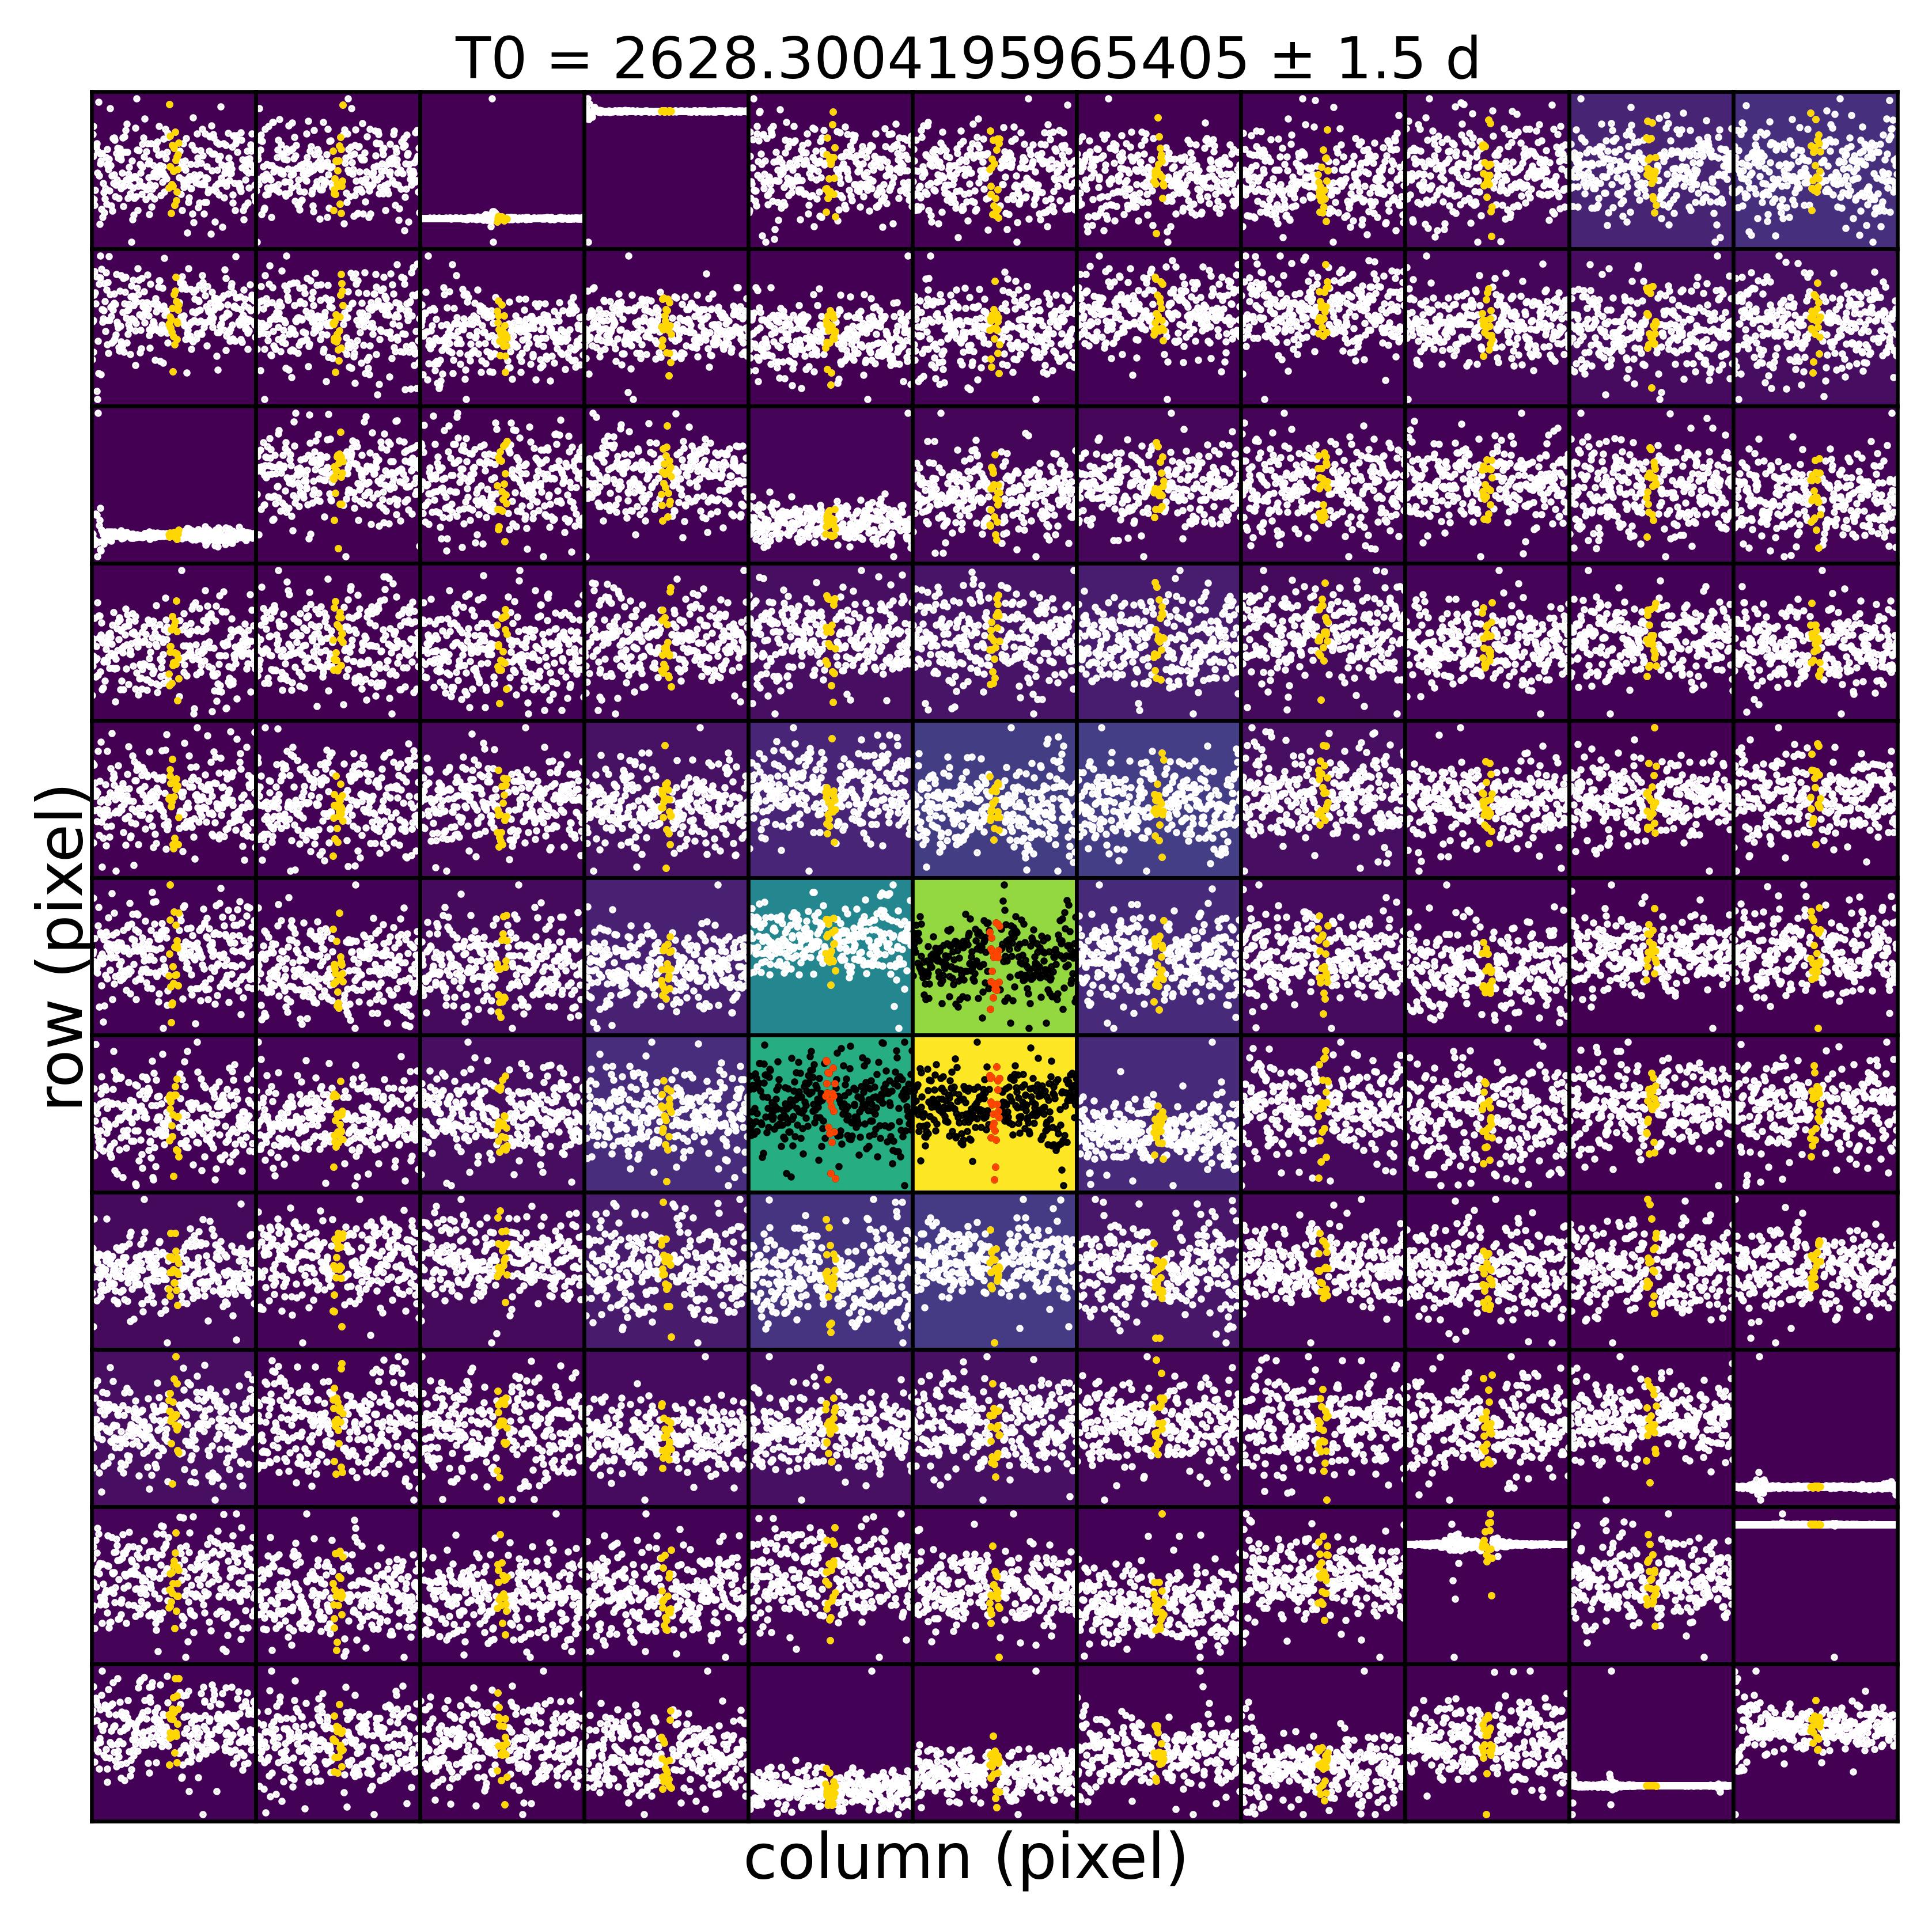 T0 = 2628.3004195965405 ± 1.5 d
row (pixel)
column (pixel)